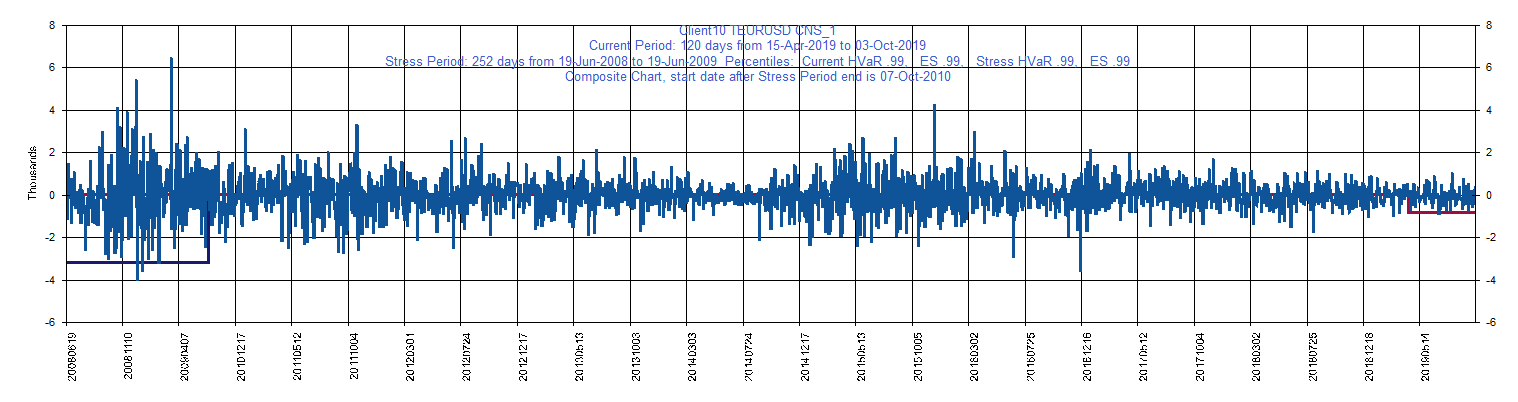 Client10 TEURUSD CNS_1
Current Period: 120 days from 15-Apr-2019 to 03-Oct-2019
Stress Period: 252 days from 19-Jun-2008 to 19-Jun-2009 Percentiles: Current HVaR .99, ES .99, Stress HVaR .99, ES .99
Composite Chart, start date after Stress Period end is 07-Oct-2010
8 8
6 6
4 4
2 2
0 0
-2 -2
-4 -4
-6 -6
Thousands
20080619 20081110 20090407 20101217 20110512 20111004 20120301 20120724 20121217 20130513 20131003 20140303 20140724 20141217 20150513 20151005 20160302 20160725 20161216 20170512 20171004 20180302 20180725 20181218 20190514